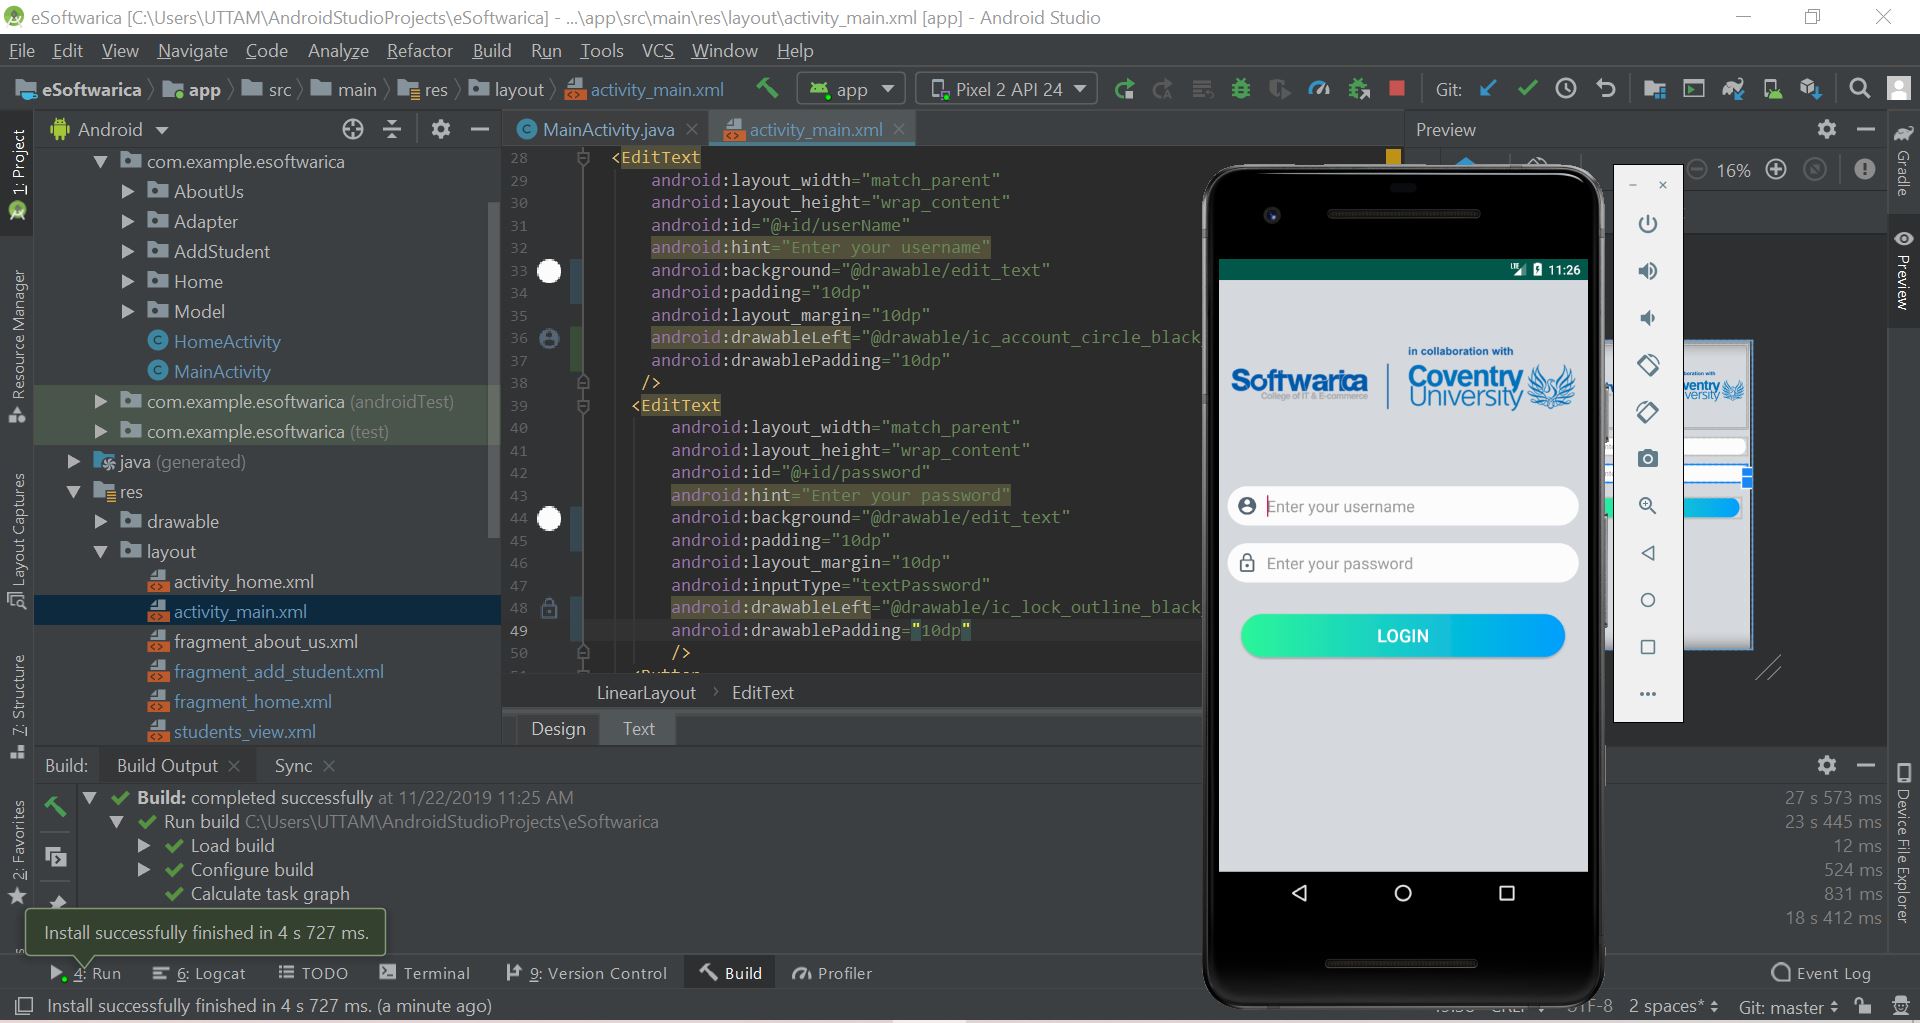 eSoftwarica [C:\Users\UTTAM\AndroidStudioProjects\eSoftwarica] - ...\app\src\main\res\layout\activity_main.xml [app] - Android Studio
File Edit View Navigate Code Analyze Refactor Build Run Tools VCS Window Help
eSoftwarica app src main res layout activity_main.xml app Pixel 2 API 24 Git:
1: Project
Resource Manager
Layout Captures
7: Structure
2: Favorites
Android
com.example.esoftwarica
AboutUs
Adapter
AddStudent
Home
Model
HomeActivity
MainActivity
com.example.esoftwarica (androidTest)
com.example.esoftwarica (test)
java (generated)
res
drawable
layout
activity_home.xml
activity_main.xml
fragment_about_us.xml
fragment_add_student.xml
fragment_home.xml
students_view.xml
MainActivity.java activity_main.xml
28 <EditText
29 android:layout_width="match_parent"
30 android:layout_height="wrap_content"
31 android:id="@+id/userName"
32 android:hint="Enter your username"
33 android:background="@drawable/edit_text"
34 android:padding="10dp"
35 android:layout_margin="10dp"
36 android:drawableLeft="@drawable/ic_account_circle_black_
37 android:drawablePadding="10dp"
38 />
39 <EditText
40 android:layout_width="match_parent"
41 android:layout_height="wrap_content"
42 android:id="@+id/password"
43 android:hint="Enter your password"
44 android:background="@drawable/edit_text"
45 android:padding="10dp"
46 android:layout_margin="10dp"
47 android:inputType="textPassword"
48 android:drawableLeft="@drawable/ic_lock_outline_black_
49 android:drawablePadding="10dp"
50 />
LinearLayout EditText
Design Text
Preview
16%
Gradle
Preview
Device File Explorer
LTE 11:26
in collaboration with
Softwarica
College of IT & E-commerce
Coventry
University
Enter your username
Enter your password
LOGIN
Build: Build Output Sync
Build: completed successfully at 11/22/2019 11:25 AM 27 s 573 ms
Run build C:\Users\UTTAM\AndroidStudioProjects\eSoftwarica 23 s 445 ms
Load build 12 ms
Configure build 524 ms
Calculate task graph 831 ms
18 s 412 ms
Install successfully finished in 4 s 727 ms.
4: Run 6: Logcat TODO Terminal 9: Version Control Build Profiler Event Log
Install successfully finished in 4 s 727 ms. (a minute ago) 2 spaces* Git: master